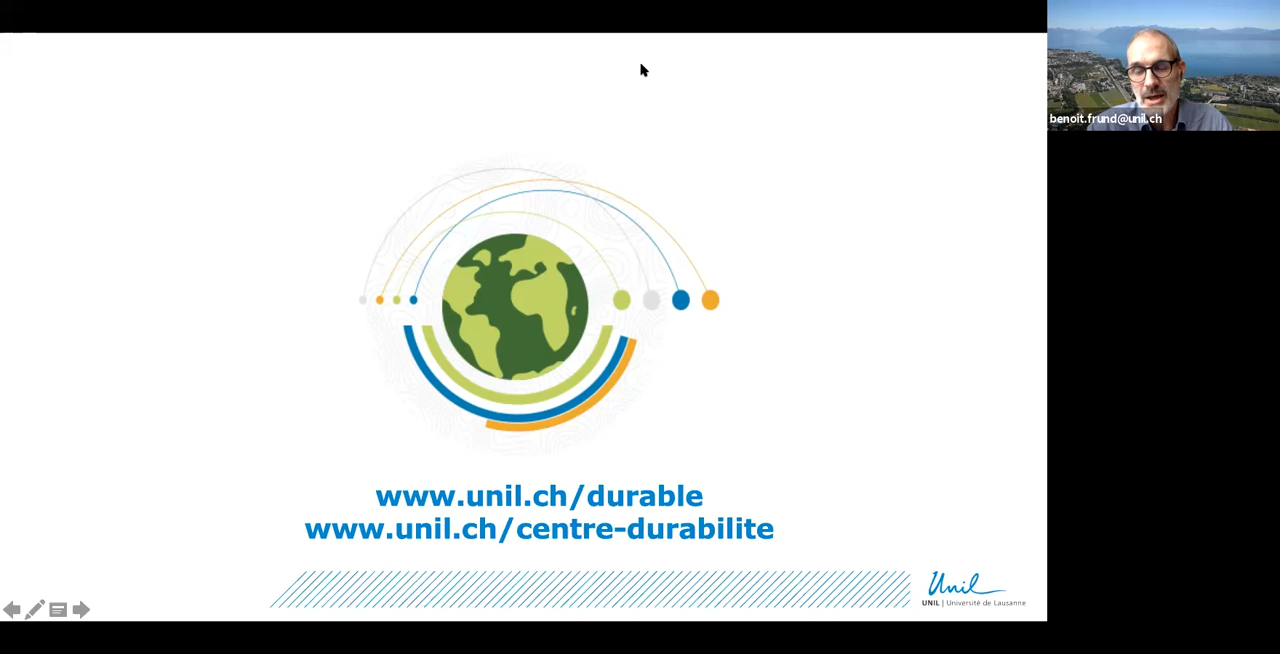 benoit.frund@unil.ch
www.unil.ch/durable
www.unil.ch/centre-durabilite
Unil
UNIL | Université de Lausanne